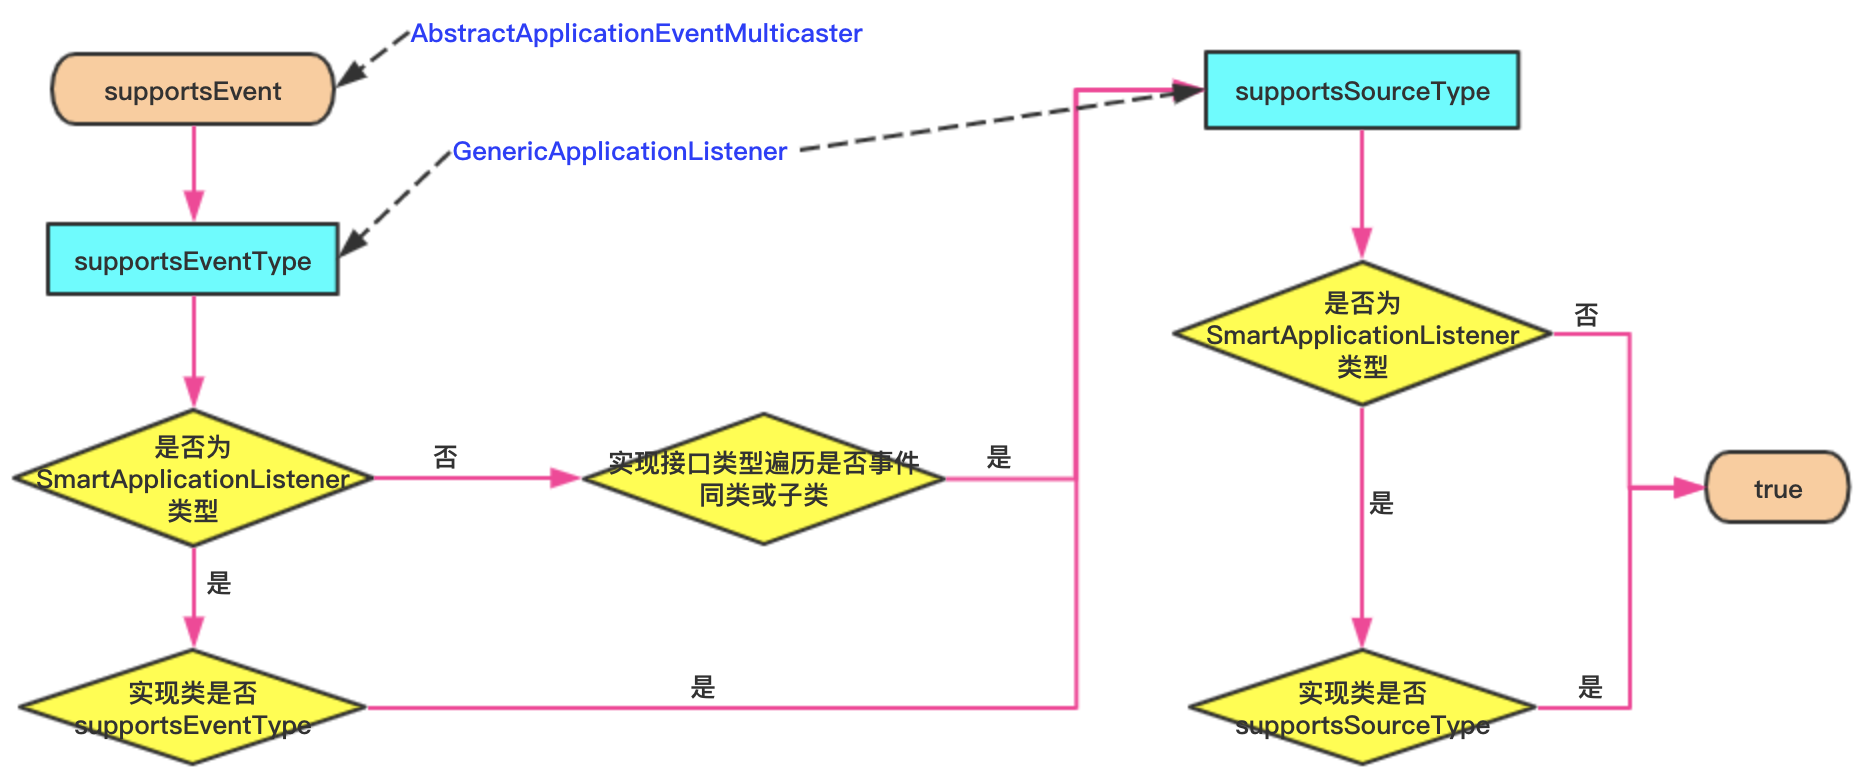 AbstractApplicationEventMulticaster
supportsEvent
GenericApplicationListener
supportsEventType
是否为
SmartApplicationListener
类型
否
实现接口类型遍历是否事件
同类或子类
是
是
实现类是否
supportsEventType
是
supportsSourceType
是否为
SmartApplicationListener
类型
否
是
true
实现类是否
supportsSourceType
是